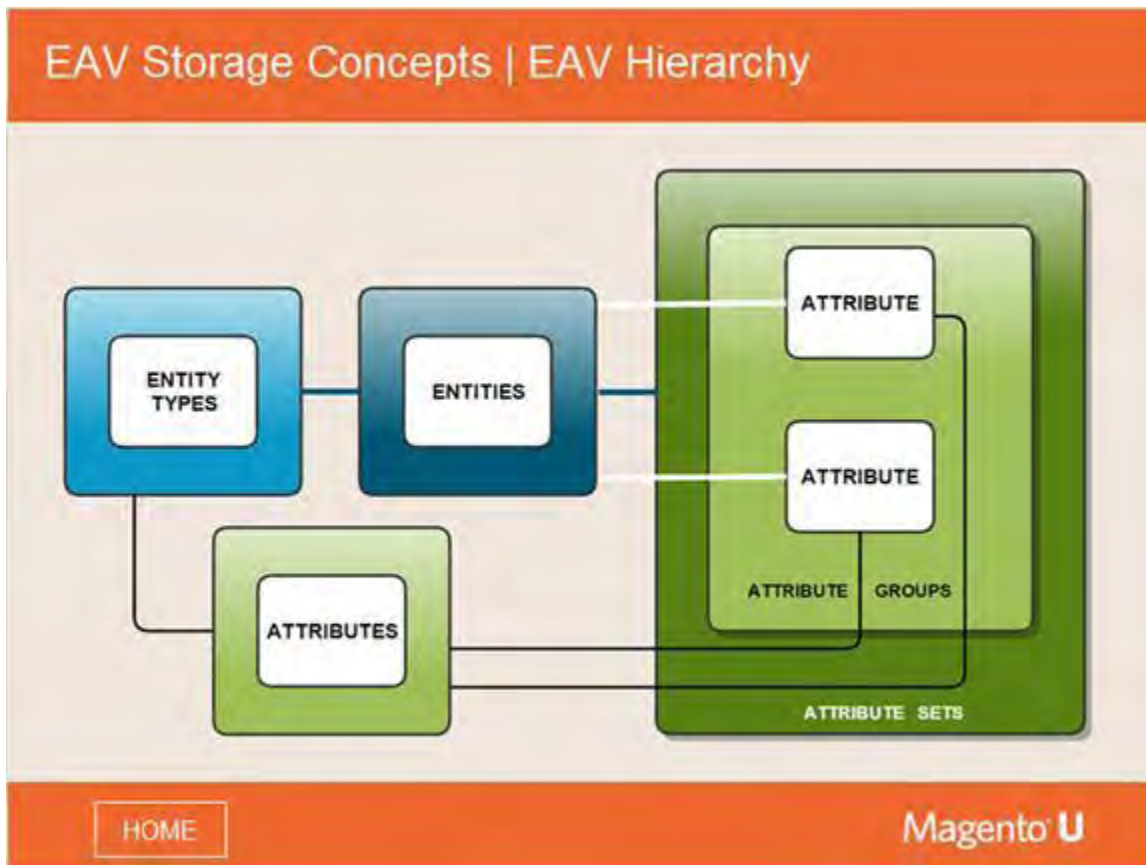 EAV Storage Concepts | EAV Hierarchy
ATTRIBUTE
ENTITY
TYPES
ENTITIES
ATTRIBUTE
ATTRIBUTE GROUPS
ATTRIBUTES
ATTRIBUTE SETS
HOME
Magento U